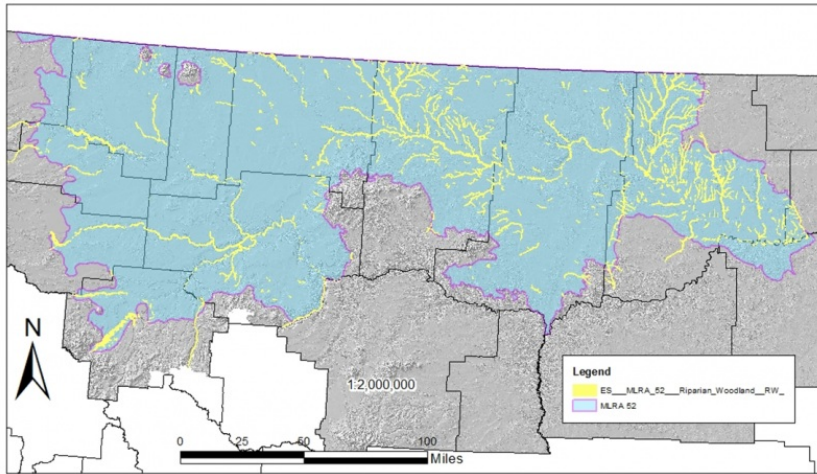 N
1:2,000,000
Legend
ES___MLRA_52___Riparian_Woodland__RW_
MLRA 52
0 25 50 100
Miles